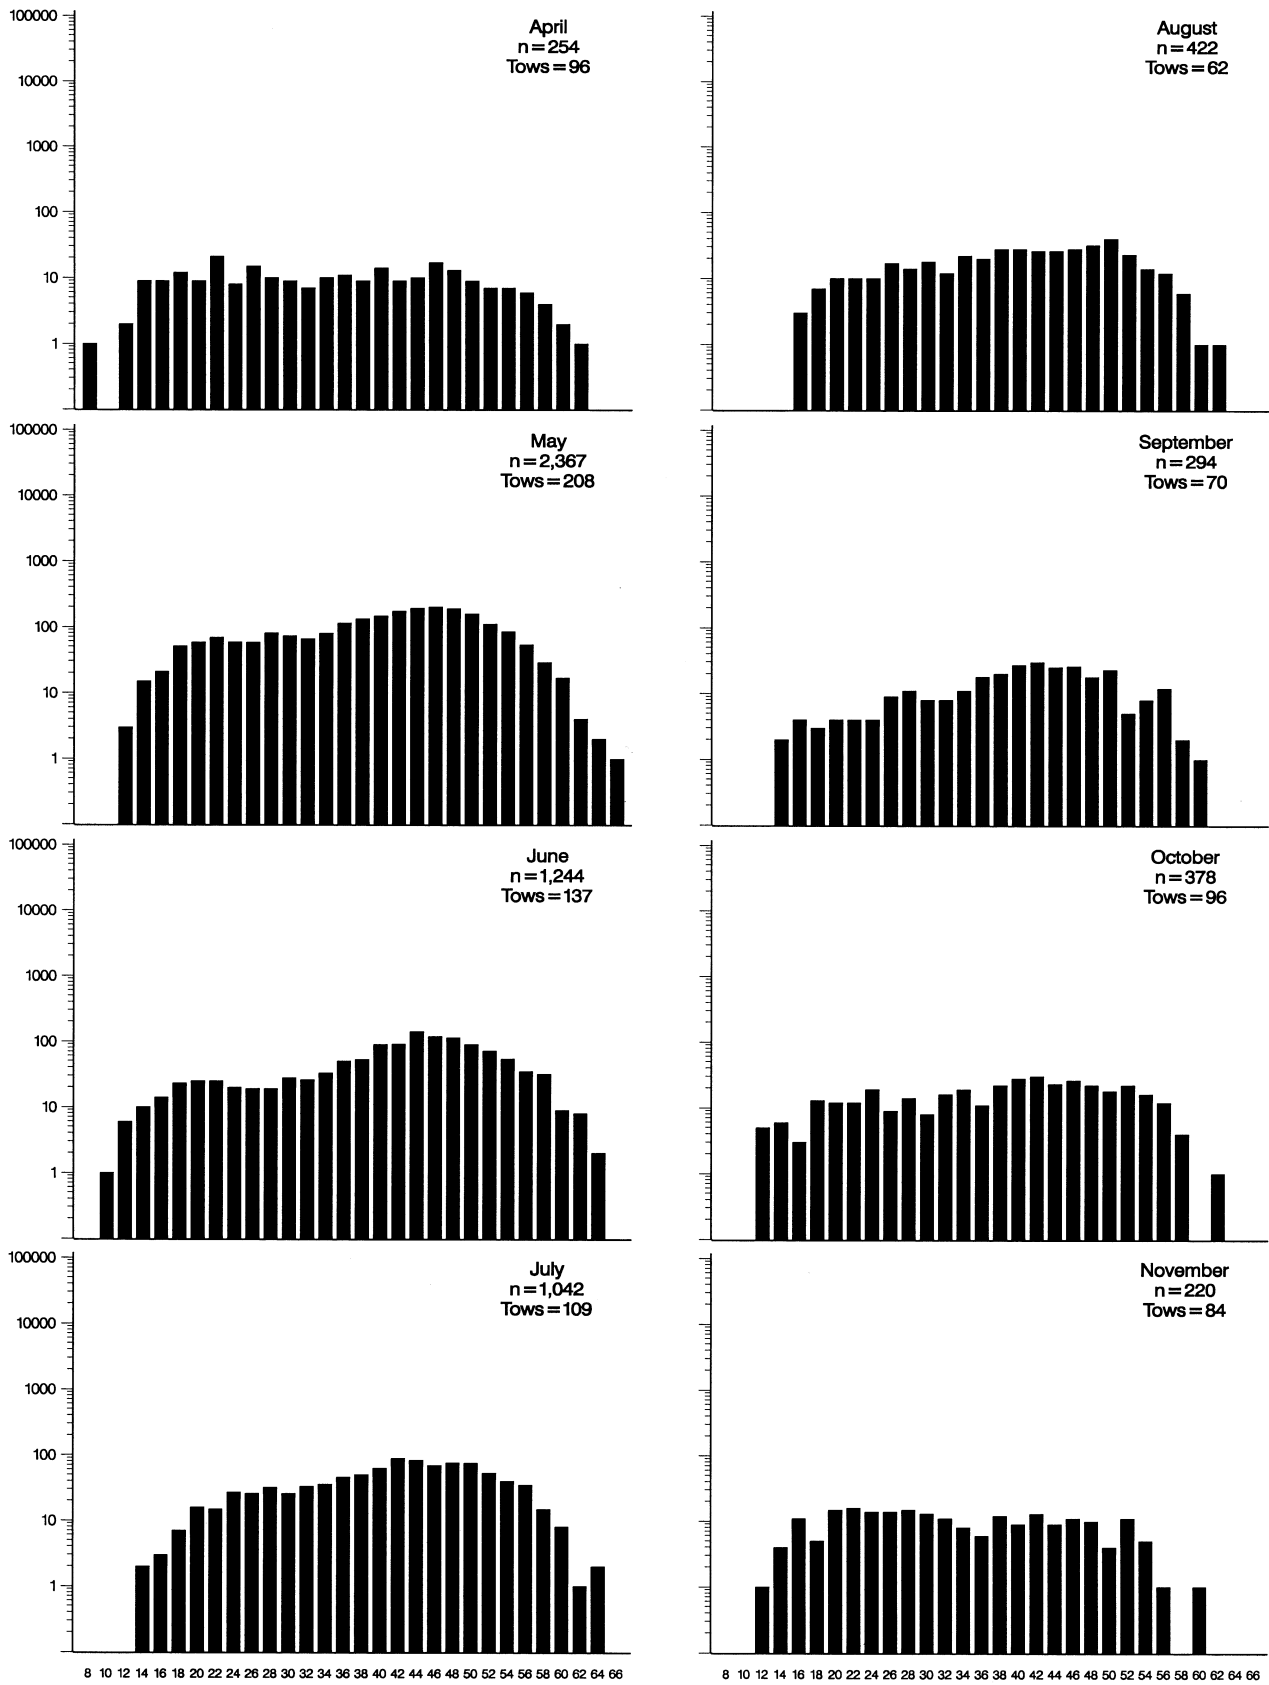 100000
10000
1000
100
10
1
April
n=254
Tows=96
August
n=422
Tows=62
100000
10000
1000
100
10
1
May
n=2,367
Tows=208
September
n=294
Tows=70
100000
10000
1000
100
10
1
June
n=1,244
Tows=137
October
n=378
Tows=96
100000
10000
1000
100
10
1
July
n=1,042
Tows=109
November
n=220
Tows=84
8 10 12 14 16 18 20 22 24 26 28 30 32 34 36 38 40 42 44 46 48 50 52 54 56 58 60 62 64 66
8 10 12 14 16 18 20 22 24 26 28 30 32 34 36 38 40 42 44 46 48 50 52 54 56 58 60 62 64 66